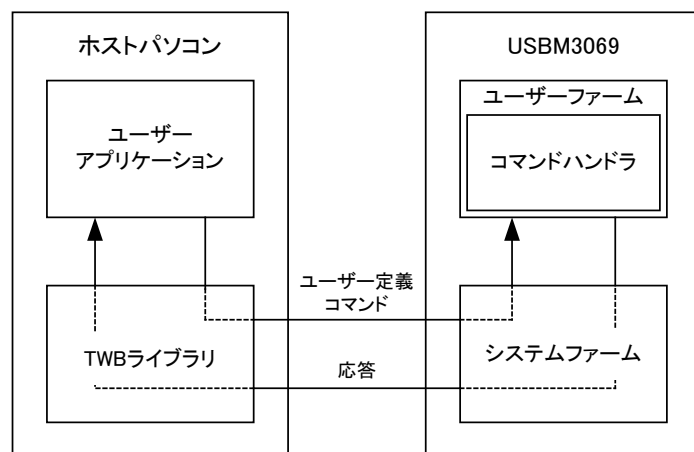 ホストパソコン
ユーザー
アプリケーション
TWBライブラリ
ユーザー定義
コマンド
応答
USBM3069
ユーザーファーム
コマンドハンドラ
システムファーム